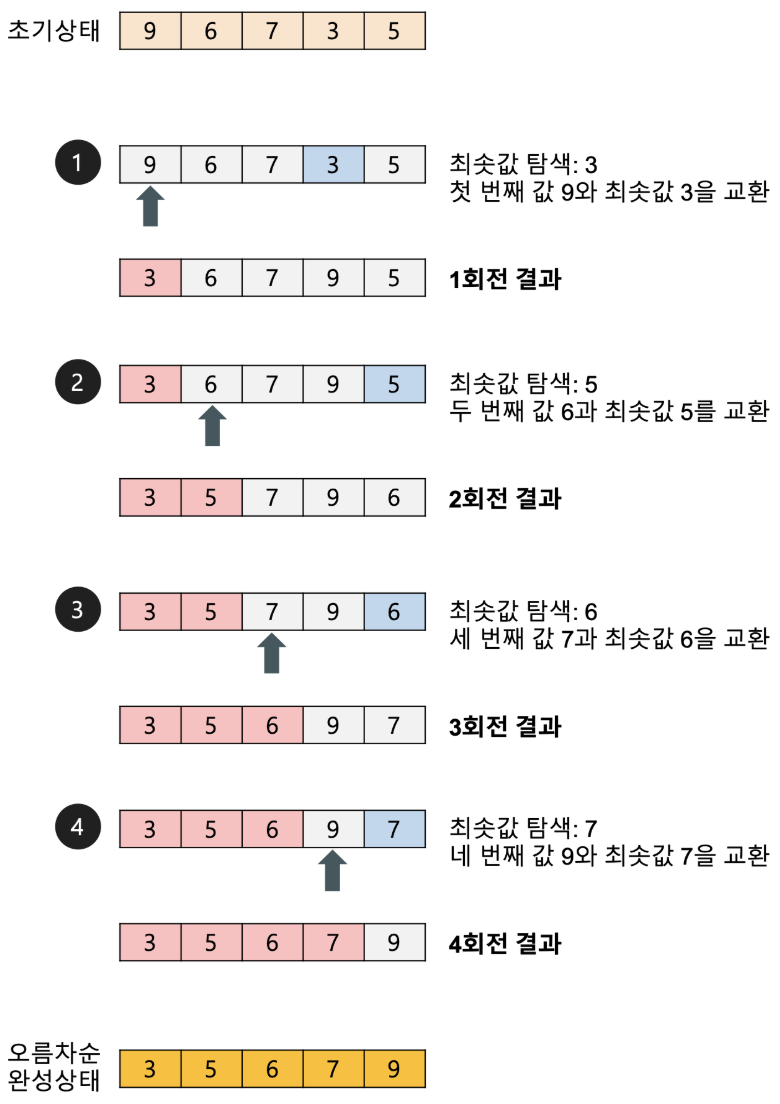 초기상태 9 6 7 3 5
1 9 6 7 3 5 최솟값 탐색: 3
첫 번째 값 9와 최솟값 3을 교환
3 6 7 9 5 1회전 결과
2 3 6 7 9 5 최솟값 탐색: 5
두 번째 값 6과 최솟값 5를 교환
3 5 7 9 6 2회전 결과
3 3 5 7 9 6 최솟값 탐색: 6
세 번째 값 7과 최솟값 6을 교환
3 5 6 9 7 3회전 결과
4 3 5 6 9 7 최솟값 탐색: 7
네 번째 값 9와 최솟값 7을 교환
3 5 6 7 9 4회전 결과
오름차순
완성상태 3 5 6 7 9